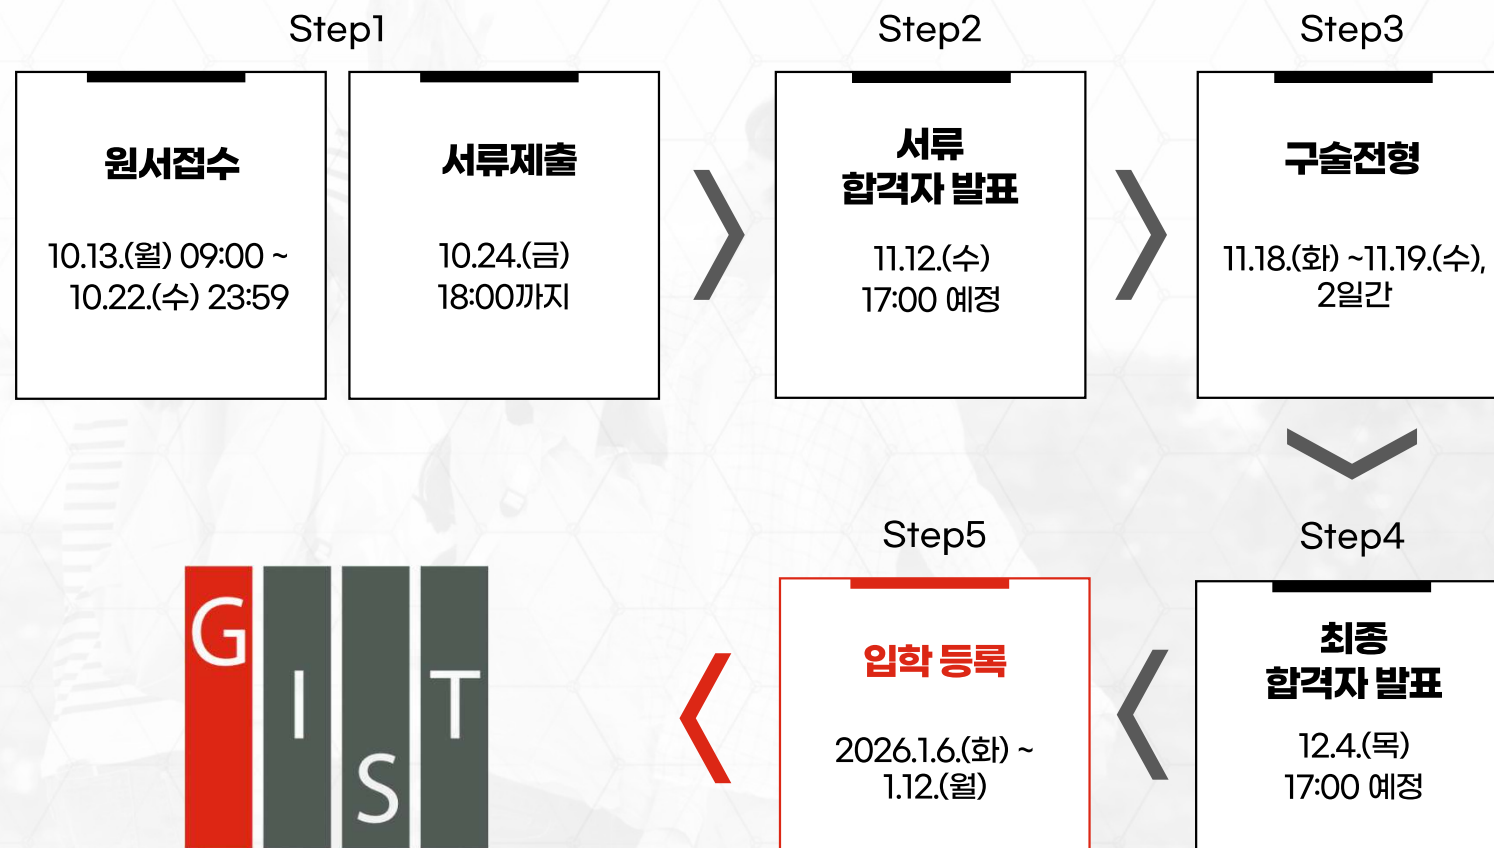 Step1
원서접수
10.13.(월) 09:00 ~
10.22.(수) 23:59
서류제출
10.24.(금)
18:00까지
Step2
서류
합격자 발표
11.12.(수)
17:00 예정
Step3
구술전형
11.18.(화) ~11.19.(수),
2일간
Step4
최종
합격자 발표
12.4.(목)
17:00 예정
Step5
입학 등록
2026.1.6.(화) ~
1.12.(월)
GIST